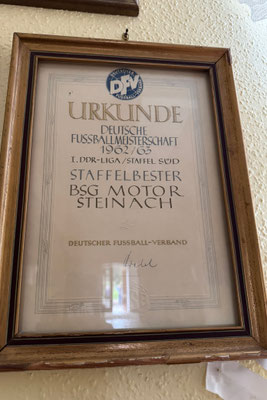 DFV
URKUNDE
DEUTSCHE
FUSSBALLMEISTERSCHAFT
1962/63
I. DDR-LIGA/STAFFEL SÜD
STAFFELBESTER
BSG MOTOR
STEINACH
DEUTSCHER FUSSBALL-VERBAND